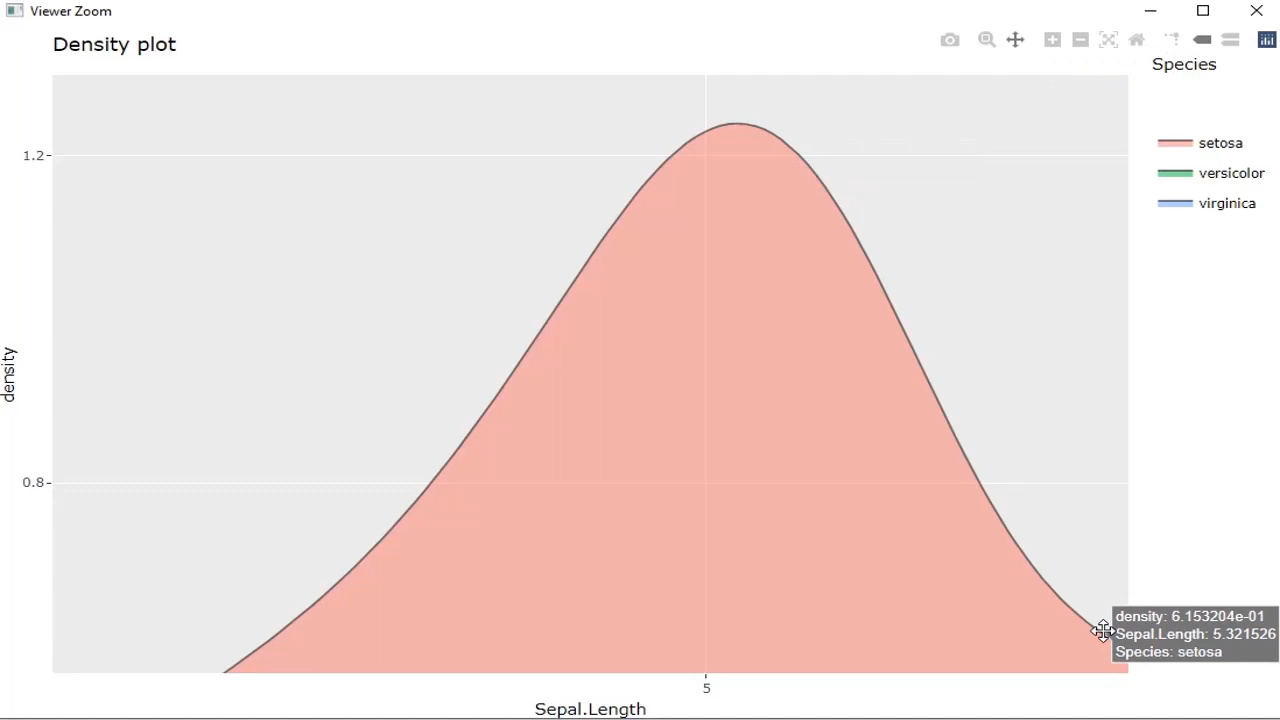 Viewer Zoom
Density plot
Species
setosa
versicolor
virginica
1.2
0.8
density
5
Sepal.Length
density: 6.153204e-01
Sepal.Length: 5.321526
Species: setosa